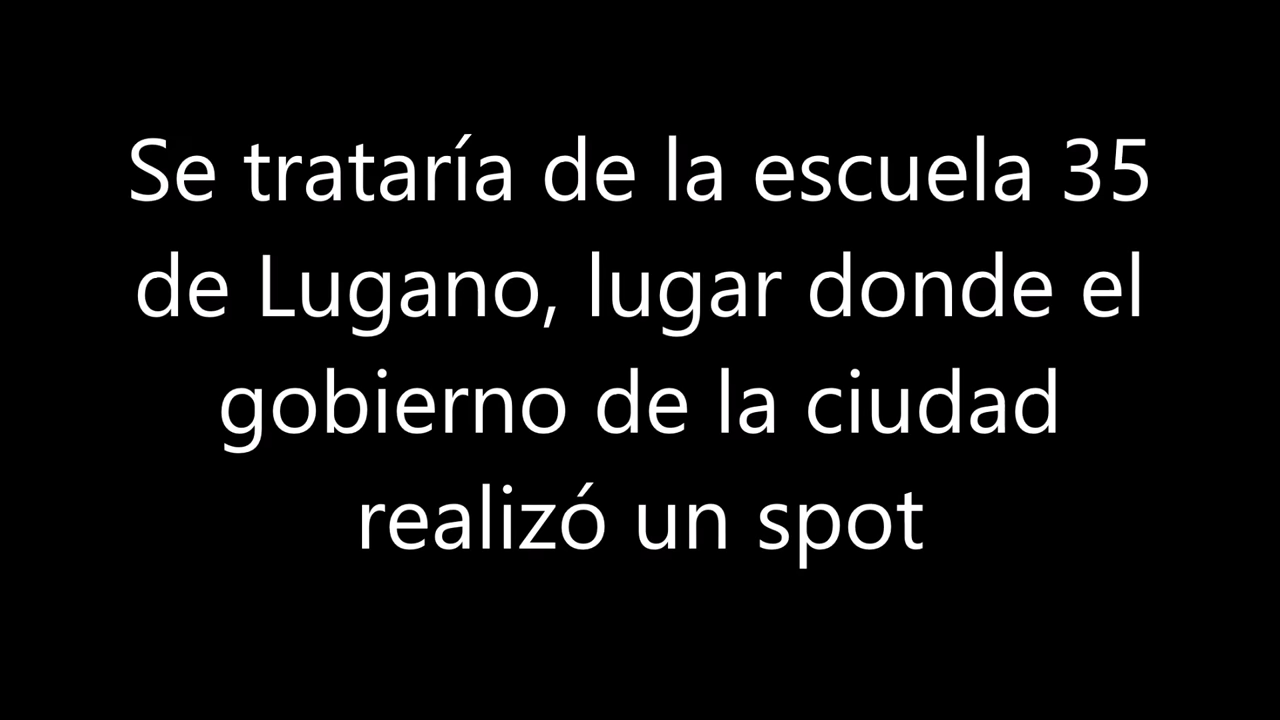 Se trataría de la escuela 35
de Lugano, lugar donde el
gobierno de la ciudad
realizó un spot